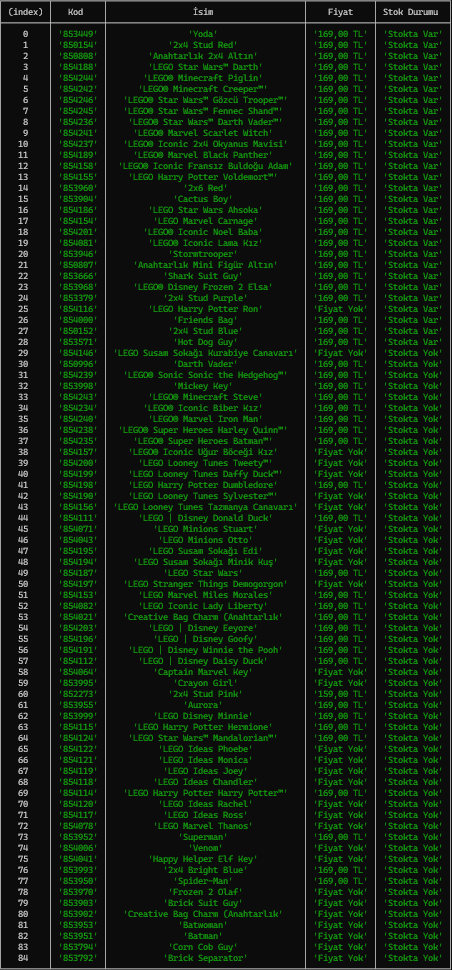 (index) Kod İsim Fiyat Stok Durumu
0 '853449' 'Yoda' '169,00 TL' 'Stokta Var'
1 '850154' '2x4 Stud Red' '169,00 TL' 'Stokta Var'
2 '850808' 'Anahtarlık 2x4 Altın' '169,00 TL' 'Stokta Var'
3 '854188' 'LEGO Star Wars™ Darth' '169,00 TL' 'Stokta Var'
4 '854244' 'LEGO® Minecraft Piglin' '169,00 TL' 'Stokta Var'
5 '854242' 'LEGO® Minecraft Creeper™' '169,00 TL' 'Stokta Var'
6 '854246' 'LEGO® Star Wars™ Gözcü Trooper™' '169,00 TL' 'Stokta Var'
7 '854245' 'LEGO® Star Wars™ Fennec Shand™' '169,00 TL' 'Stokta Var'
8 '854236' 'LEGO® Star Wars™ Darth Vader™' '169,00 TL' 'Stokta Var'
9 '854241' 'LEGO® Marvel Scarlet Witch' '169,00 TL' 'Stokta Var'
10 '854237' 'LEGO® Iconic 2x4 Okyanus Mavisi' '169,00 TL' 'Stokta Var'
11 '854189' 'LEGO® Marvel Black Panther' '169,00 TL' 'Stokta Var'
12 '854158' 'LEGO® Iconic Fransız Buldoğu Adam' '169,00 TL' 'Stokta Var'
13 '854155' 'LEGO Harry Potter Voldemort™' '169,00 TL' 'Stokta Var'
14 '853960' '2x6 Red' '169,00 TL' 'Stokta Var'
15 '853904' 'Cactus Boy' '169,00 TL' 'Stokta Var'
16 '854186' 'LEGO Star Wars Ahsoka' '169,00 TL' 'Stokta Var'
17 '854154' 'LEGO Marvel Carnage' '169,00 TL' 'Stokta Var'
18 '854201' 'LEGO® Iconic Noel Baba' '169,00 TL' 'Stokta Var'
19 '854081' 'LEGO® Iconic Lama Kız' '169,00 TL' 'Stokta Var'
20 '853946' 'Stormtrooper' '169,00 TL' 'Stokta Var'
21 '850807' 'Anahtarlık Mini Figür Altın' '169,00 TL' 'Stokta Var'
22 '853666' 'Shark Suit Guy' '169,00 TL' 'Stokta Var'
23 '853968' 'LEGO® Disney Frozen 2 Elsa' '169,00 TL' 'Stokta Var'
24 '853379' '2x4 Stud Purple' '169,00 TL' 'Stokta Var'
25 '854116' 'LEGO Harry Potter Ron' 'Fiyat Yok' 'Stokta Var'
26 '854000' 'Friends Bag' '169,00 TL' 'Stokta Var'
27 '850152' '2x4 Stud Blue' '169,00 TL' 'Stokta Var'
28 '853571' 'Hot Dog Guy' '169,00 TL' 'Stokta Var'
29 '854146' 'LEGO Susam Sokağı Kurabiye Canavarı' 'Fiyat Yok' 'Stokta Yok'
30 '850996' 'Darth Vader' '169,00 TL' 'Stokta Yok'
31 '854239' 'LEGO® Sonic Sonic the Hedgehog™' '169,00 TL' 'Stokta Yok'
32 '853998' 'Mickey Key' '169,00 TL' 'Stokta Yok'
33 '854243' 'LEGO® Minecraft Steve' '169,00 TL' 'Stokta Yok'
34 '854234' 'LEGO® Iconic Biber Kız' '169,00 TL' 'Stokta Yok'
35 '854240' 'LEGO® Marvel Iron Man' '169,00 TL' 'Stokta Yok'
36 '854238' 'LEGO® Super Heroes Harley Quinn™' '169,00 TL' 'Stokta Yok'
37 '854235' 'LEGO® Super Heroes Batman™' '169,00 TL' 'Stokta Yok'
38 '854157' 'LEGO® Iconic Uğur Böceği Kız' 'Fiyat Yok' 'Stokta Yok'
39 '854200' 'LEGO Looney Tunes Tweety™' 'Fiyat Yok' 'Stokta Yok'
40 '854199' 'LEGO Looney Tunes Daffy Duck™' 'Fiyat Yok' 'Stokta Yok'
41 '854198' 'LEGO Harry Potter Dumbledore' '169,00 TL' 'Stokta Yok'
42 '854190' 'LEGO Looney Tunes Sylvester™' 'Fiyat Yok' 'Stokta Yok'
43 '854156' 'LEGO Looney Tunes Tazmanya Canavarı' 'Fiyat Yok' 'Stokta Yok'
44 '854111' 'LEGO | Disney Donald Duck' '169,00 TL' 'Stokta Yok'
45 '854071' 'LEGO Minions Stuart' 'Fiyat Yok' 'Stokta Yok'
46 '854043' 'LEGO Minions Otto' 'Fiyat Yok' 'Stokta Yok'
47 '854195' 'LEGO Susam Sokağı Edi' 'Fiyat Yok' 'Stokta Yok'
48 '854194' 'LEGO Susam Sokağı Minik Kuş' 'Fiyat Yok' 'Stokta Yok'
49 '854187' 'LEGO Star Wars' '169,00 TL' 'Stokta Yok'
50 '854197' 'LEGO Stranger Things Demogorgon' 'Fiyat Yok' 'Stokta Yok'
51 '854153' 'LEGO Marvel Miles Morales' '169,00 TL' 'Stokta Yok'
52 '854082' 'LEGO Iconic Lady Liberty' '169,00 TL' 'Stokta Yok'
53 '854021' 'Creative Bag Charm (Anahtarlık' '169,00 TL' 'Stokta Yok'
54 '854203' 'LEGO | Disney Eeyore' '169,00 TL' 'Stokta Yok'
55 '854196' 'LEGO | Disney Goofy' '169,00 TL' 'Stokta Yok'
56 '854191' 'LEGO | Disney Winnie the Pooh' '169,00 TL' 'Stokta Yok'
57 '854112' 'LEGO | Disney Daisy Duck' '169,00 TL' 'Stokta Yok'
58 '854064' 'Captain Marvel Key' 'Fiyat Yok' 'Stokta Yok'
59 '853995' 'Crayon Girl' 'Fiyat Yok' 'Stokta Yok'
60 '852273' '2x4 Stud Pink' '159,00 TL' 'Stokta Yok'
61 '853955' 'Aurora' '169,00 TL' 'Stokta Yok'
62 '853999' 'LEGO Disney Minnie' '169,00 TL' 'Stokta Yok'
63 '854115' 'LEGO Harry Potter Hermione' '169,00 TL' 'Stokta Yok'
64 '854124' 'LEGO Star Wars™ Mandalorian™' '169,00 TL' 'Stokta Yok'
65 '854122' 'LEGO Ideas Phoebe' 'Fiyat Yok' 'Stokta Yok'
66 '854121' 'LEGO Ideas Monica' 'Fiyat Yok' 'Stokta Yok'
67 '854119' 'LEGO Ideas Joey' 'Fiyat Yok' 'Stokta Yok'
68 '854118' 'LEGO Ideas Chandler' 'Fiyat Yok' 'Stokta Yok'
69 '854114' 'LEGO Harry Potter Harry Potter™' '169,00 TL' 'Stokta Yok'
70 '854120' 'LEGO Ideas Rachel' 'Fiyat Yok' 'Stokta Yok'
71 '854117' 'LEGO Ideas Ross' 'Fiyat Yok' 'Stokta Yok'
72 '854078' 'LEGO Marvel Thanos' 'Fiyat Yok' 'Stokta Yok'
73 '853952' 'Superman' '169,00 TL' 'Stokta Yok'
74 '854006' 'Venom' 'Fiyat Yok' 'Stokta Yok'
75 '854041' 'Happy Helper Elf Key' 'Fiyat Yok' 'Stokta Yok'
76 '853993' '2x4 Bright Blue' '169,00 TL' 'Stokta Yok'
77 '853950' 'Spider-Man' '169,00 TL' 'Stokta Yok'
78 '853970' 'Frozen 2 Olaf' 'Fiyat Yok' 'Stokta Yok'
79 '853903' 'Brick Suit Guy' 'Fiyat Yok' 'Stokta Yok'
80 '853902' 'Creative Bag Charm (Anahtarlık' 'Fiyat Yok' 'Stokta Yok'
81 '853953' 'Batwoman' 'Fiyat Yok' 'Stokta Yok'
82 '853951' 'Batman' 'Fiyat Yok' 'Stokta Yok'
83 '853794' 'Corn Cob Guy' 'Fiyat Yok' 'Stokta Yok'
84 '853792' 'Brick Separator' 'Fiyat Yok' 'Stokta Yok'